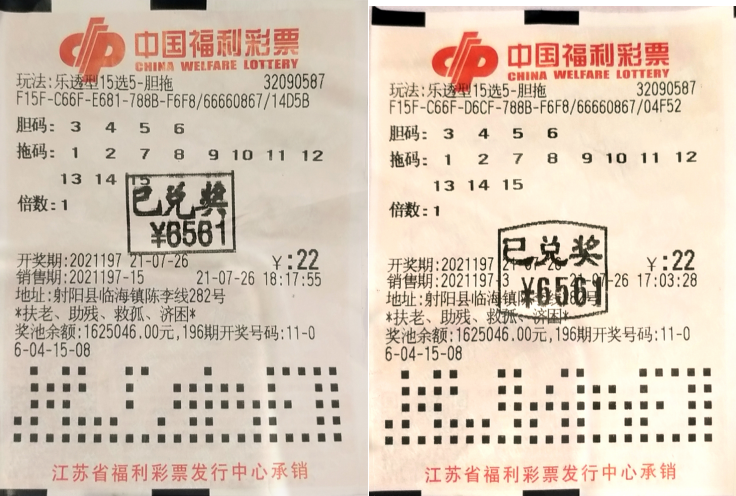 中国福利彩票
CHINA WELFARE LOTTERY
玩法:乐透型15选5-胆拖 32090587
F15F-C66F-E681-788B-F6F8/66660867/14D5B
胆码: 3 4 5 6
拖码: 1 2 7 8 9 10 11 12
13 14 15
倍数:1
已兑奖
¥6561
开奖期:2021197 21-07-26 ¥:22
销售期:2021197-15 21-07-26 18:17:55
地址:射阳县临海镇陈李线282号
*扶老、助残、救孤、济困*
奖池余额:1625046.00元,196期开奖号码:11-0
6-04-15-08
江苏省福利彩票发行中心承销
中国福利彩票
CHINA WELFARE LOTTERY
玩法:乐透型15选5-胆拖 32090587
F15F-C66F-D6CF-788B-F6F8/66660867/04F52
胆码: 3 4 5 6
拖码: 1 2 7 8 9 10 11 12
13 14 15
倍数:1
已兑奖
¥6561
开奖期:2021197 21-07-26 ¥:22
销售期:2021197-3 21-07-26 17:03:28
地址:射阳县临海镇陈李线282号
*扶老、助残、救孤、济困*
奖池余额:1625046.00元,196期开奖号码:11-0
6-04-15-08
江苏省福利彩票发行中心承销